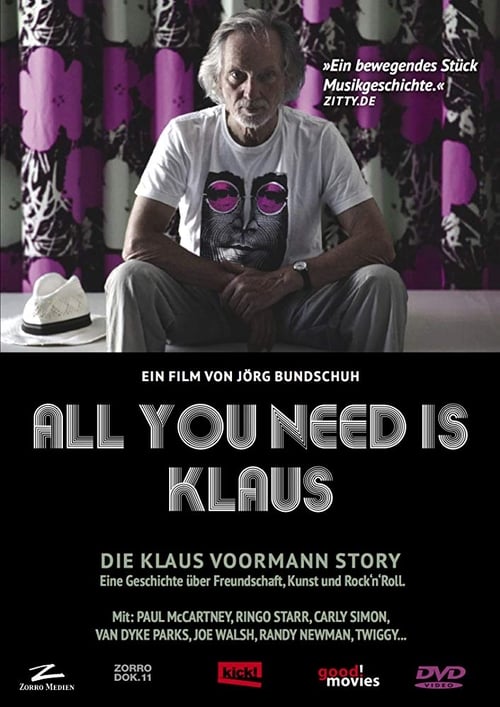 »Ein bewegendes Stück
Musikgeschichte.«
ZITTY.DE
EIN FILM VON JÖRG BUNDSCHUH
ALL YOU NEED IS
KLAUS
DIE KLAUS VOORMANN STORY
Eine Geschichte über Freundschaft, Kunst und Rock'n'Roll.
Mit: PAUL McCARTNEY, RINGO STARR, CARLY SIMON,
VAN DYKE PARKS, JOE WALSH, RANDY NEWMAN, TWIGGY...
Z
ZORRO MEDIEN
ZORRO
DOK.11
kick!
good!
movies
DVD
VIDEO